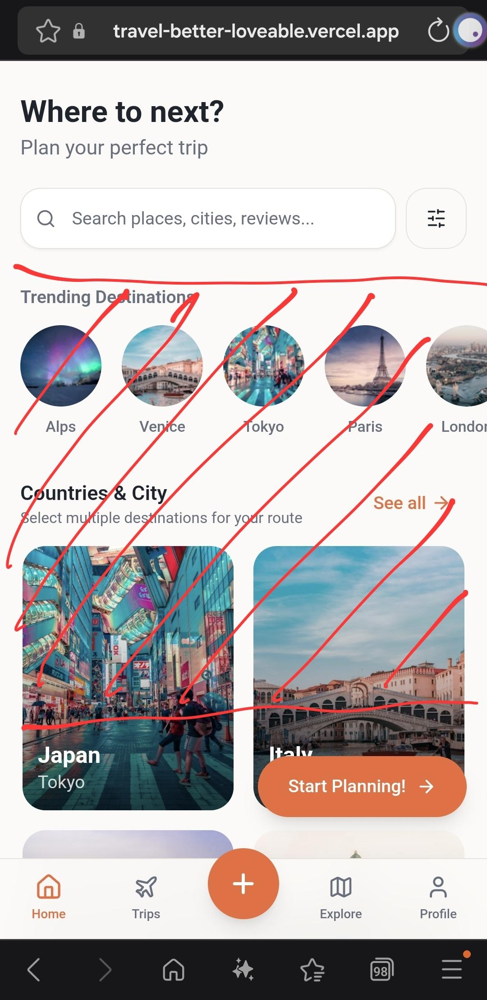 travel-better-loveable.vercel.app
Where to next?
Plan your perfect trip
Search places, cities, reviews...
Trending Destinations
Alps
Venice
Tokyo
Paris
London
Countries & City
Select multiple destinations for your route
See all
Japan
Tokyo
Italy
Start Planning!
Home
Trips
Explore
Profile
98